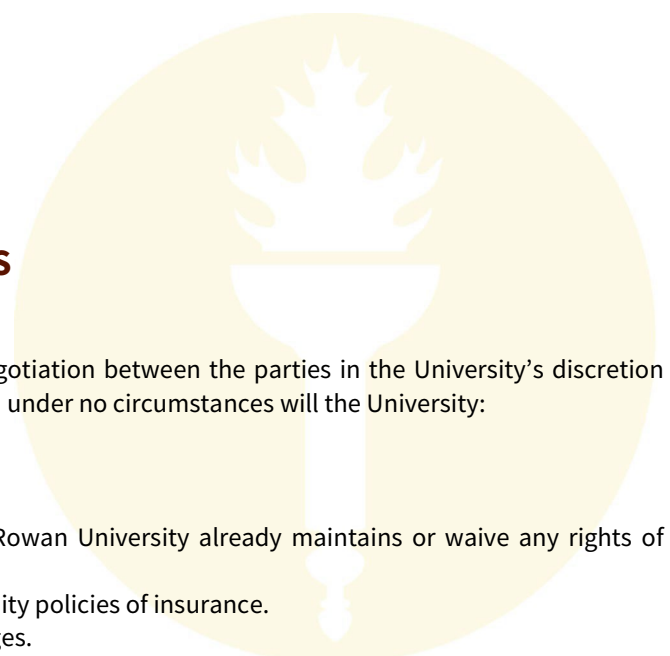 s
gotiation between the parties in the University’s discretion
under no circumstances will the University:
Rowan University already maintains or waive any rights of
ity policies of insurance.
ges.